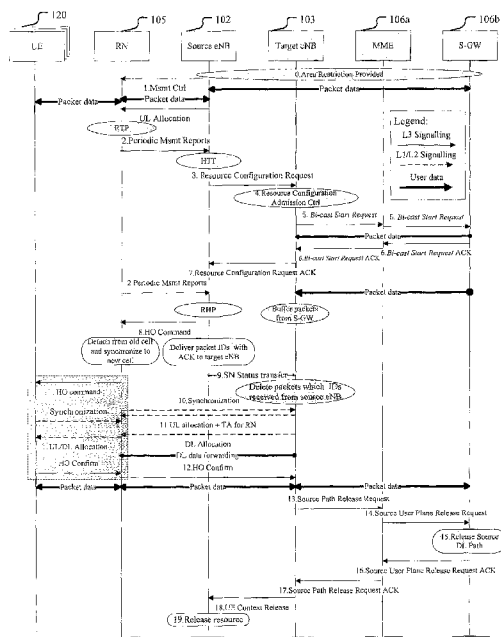 120
105
102
103
106a
106b
UE
RN
Source eNB
Target eNB
MME
S-GW
0.Area Restriction Provided
1.Msmt Ctrl
Packet data
Packet data
Packet data
UL Allocation
RTP
2.Periodic Msmt Reports
HTT
3. Resource Configuration Request
4.Resource Configuration
Admission Ctrl
Legend:
L3 Signalling
L1/L2 Signalling
User data
5. Bi-cast Start Request
5. Bi-cast Start Request
Packet data
6.Bi-cast Start Request ACK
6.Bi-cast Start Request ACK
7.Resource Configuration Request ACK
2.Periodic Msmt Reports
Packet data
RHP
Buffer packets
from S-GW
8.HO Command
Detach from old cell
and synchronize to
new cell
Deliver packet IDs with
ACK to target eNB
9.SN Status transfer
Delete packets which IDs
received from source eNB
HO command
10.Synchronization
Synchronization
11.UL allocation + TA for RN
UL/DL Allocation
DL Allocation
DL data forwarding
HO Confirm
12.HO Confirm
Packet data
Packet data
Packet data
13.Source Path Release Request
14.Source User Plane Release Request
15.Release Source
DL Path
16.Source User Plane Release Request ACK
17.Source Path Release Request ACK
18.UE Context Release
19.Release resource